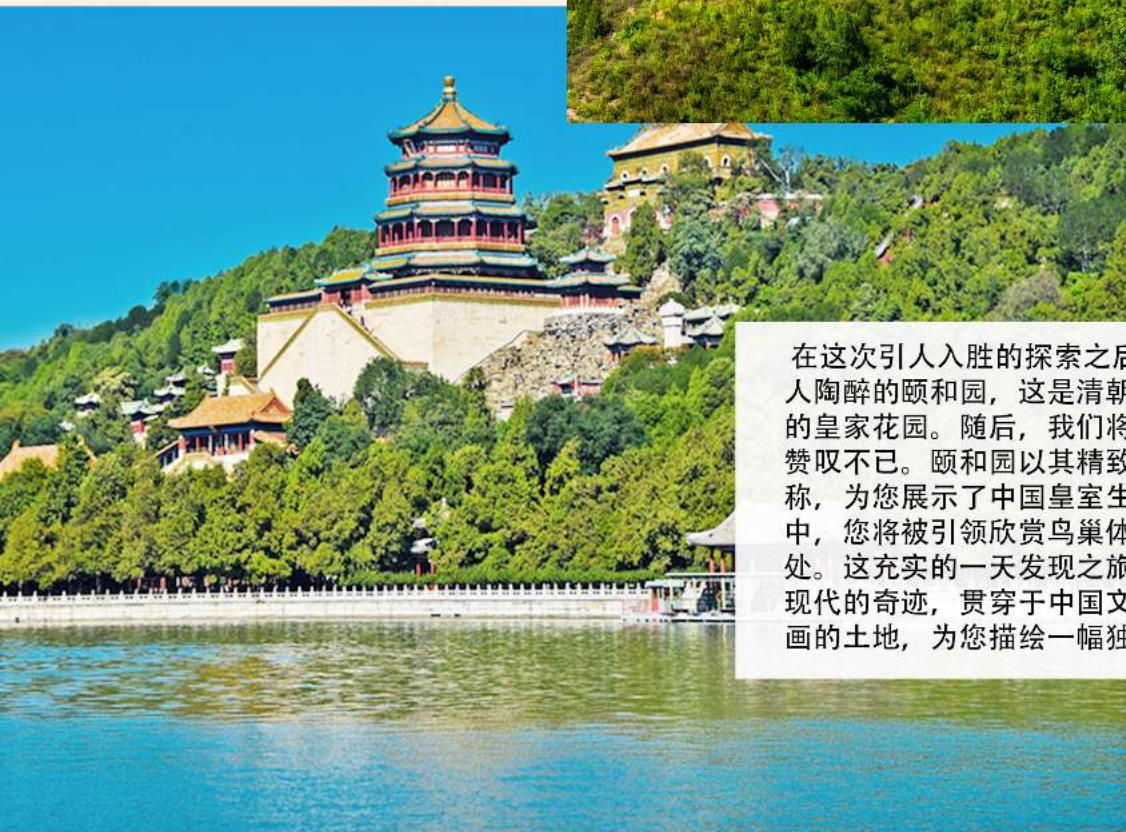 在这次引人入胜的探索之后
人陶醉的颐和园，这是清朝
的皇家花园。随后，我们将
赞叹不已。颐和园以其精致
称，为您展示了中国皇室生
中，您将被引领欣赏鸟巢体
处。这充实的一天发现之旅
现代的奇迹，贯穿于中国文
画的土地，为您描绘一幅独